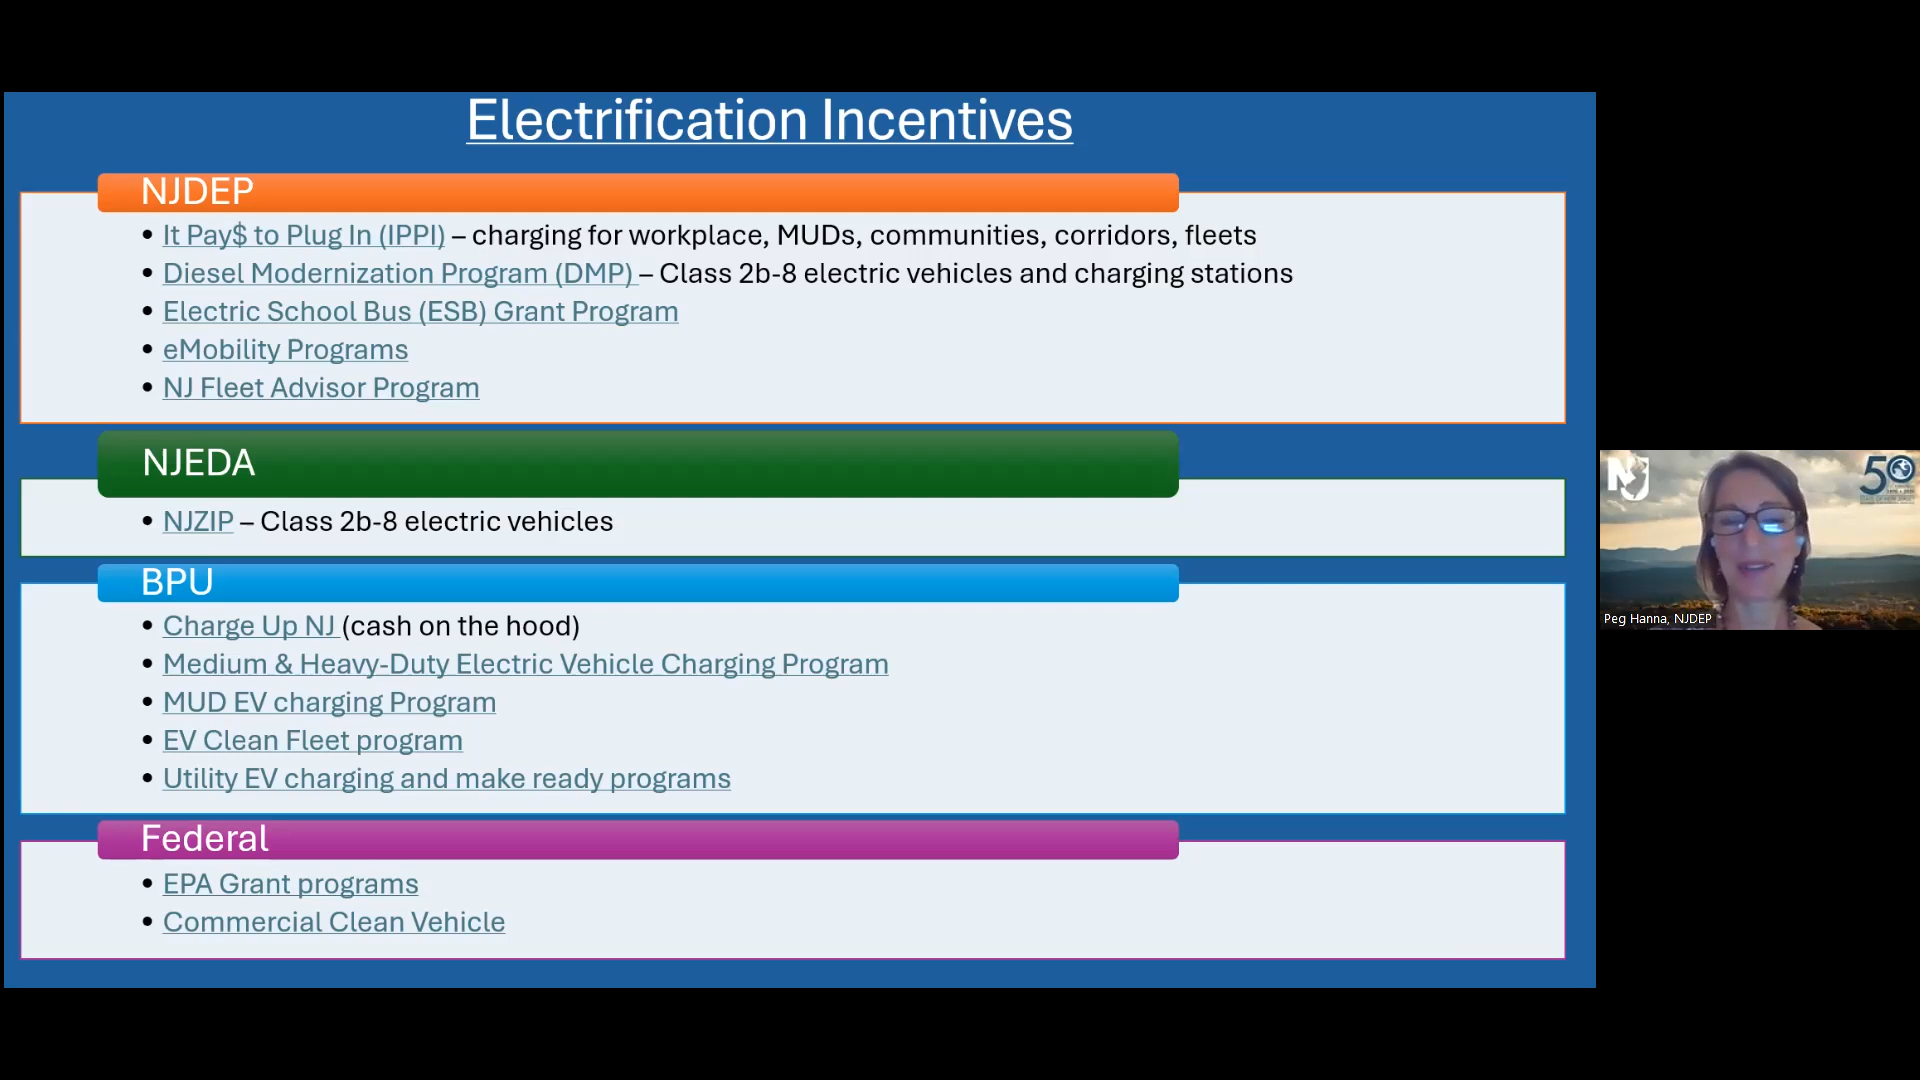 Electrification Incentives
NJDEP
• It Pay$ to Plug In (IPPI) – charging for workplace, MUDs, communities, corridors, fleets
• Diesel Modernization Program (DMP) – Class 2b-8 electric vehicles and charging stations
• Electric School Bus (ESB) Grant Program
• eMobility Programs
• NJ Fleet Advisor Program
NJEDA
• NJZIP – Class 2b-8 electric vehicles
BPU
• Charge Up NJ (cash on the hood)
• Medium & Heavy-Duty Electric Vehicle Charging Program
• MUD EV charging Program
• EV Clean Fleet program
• Utility EV charging and make ready programs
Federal
• EPA Grant programs
• Commercial Clean Vehicle
50
Peg Hanna, NJDEP